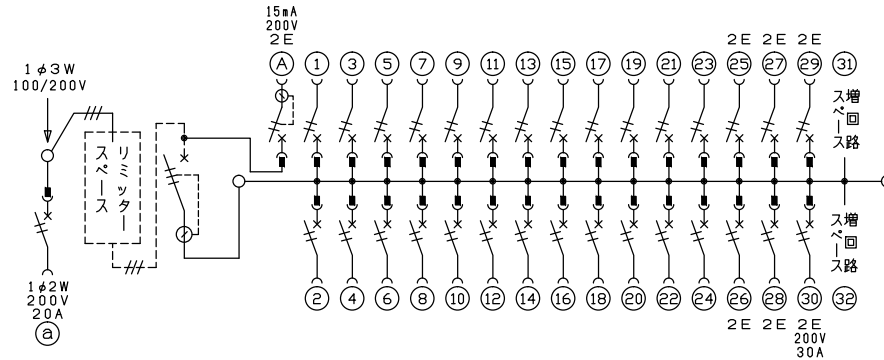 15mA
200V
2E
1φ3W
100/200V
リミッター
スペース
1φ2W
200V
20A
a
A 1 3 5 7 9 11 13 15 17 19 21 23 25 27 29 31
2E 2E 2E
増回路
スペース
増回路
スペース
2 4 6 8 10 12 14 16 18 20 22 24 26 28 30 32
2E 2E 2E
200V
30A